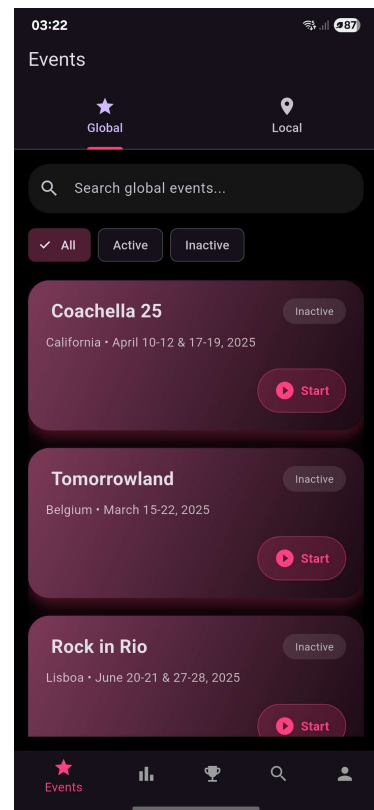 03:22
87
Events
Global
Local
Search global events...
All
Active
Inactive
Coachella 25
Inactive
California • April 10-12 & 17-19, 2025
Start
Tomorrowland
Inactive
Belgium • March 15-22, 2025
Start
Rock in Rio
Inactive
Lisboa • June 20-21 & 27-28, 2025
Start
Events